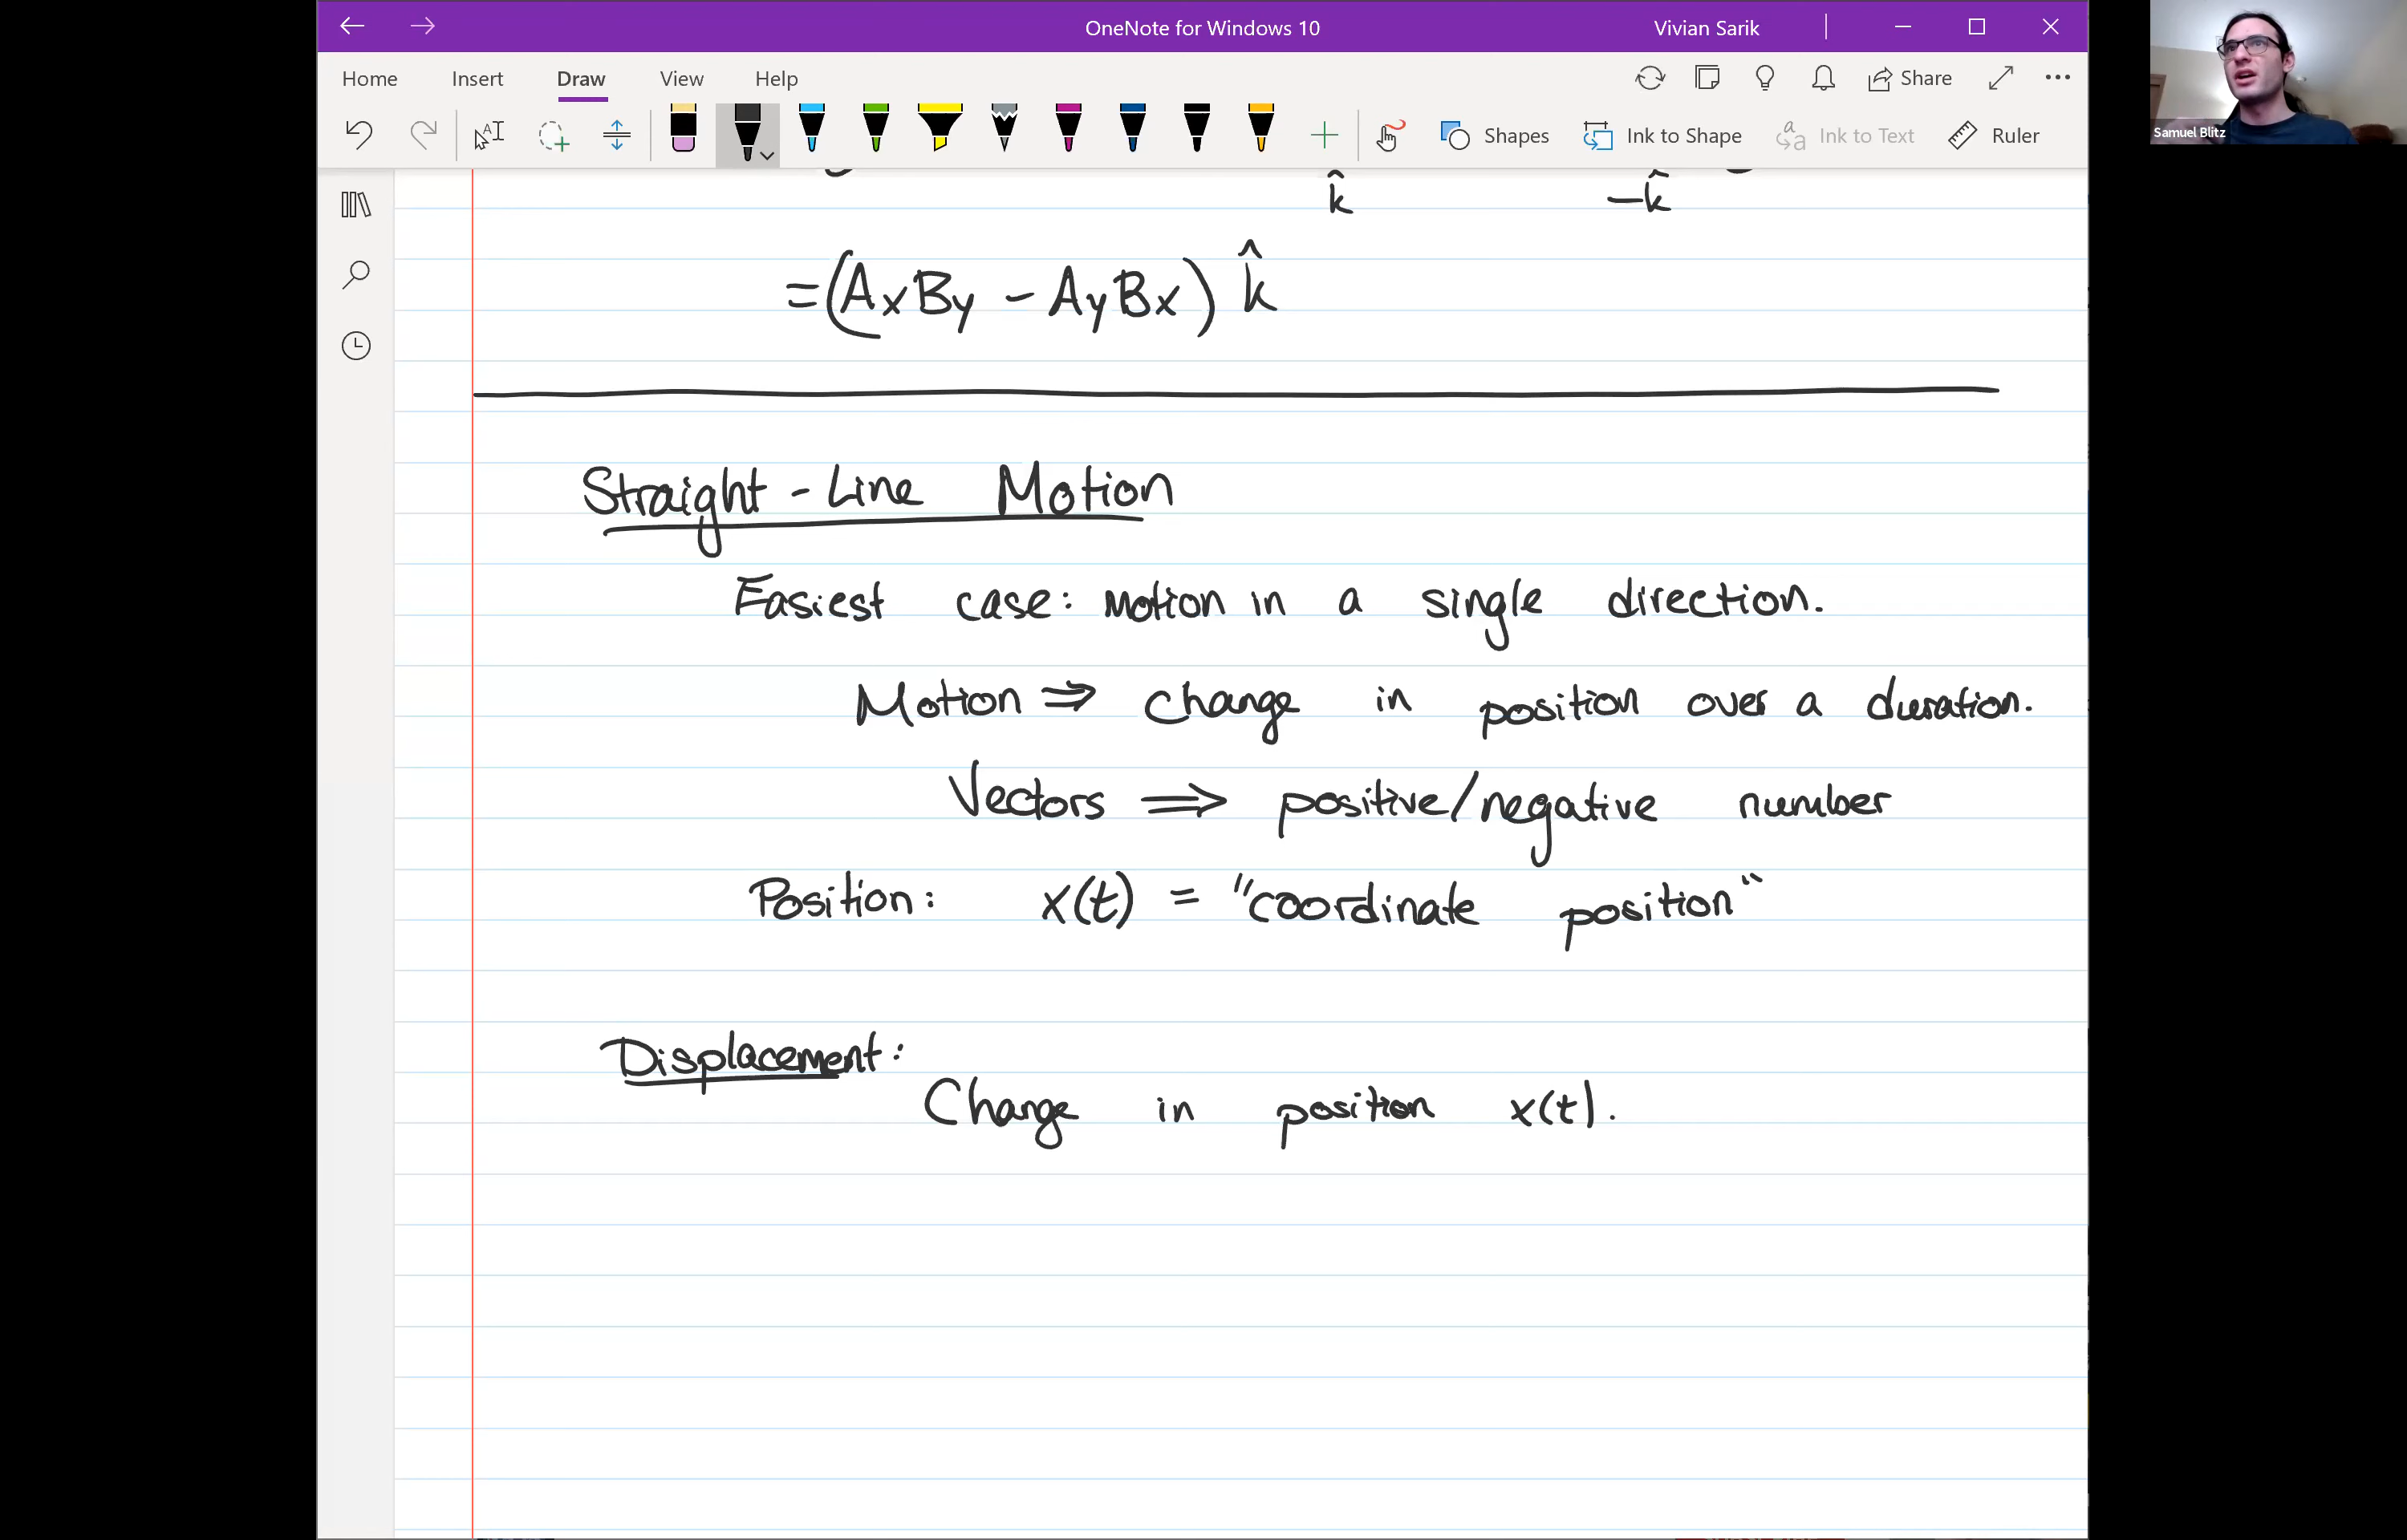 OneNote for Windows 10
Vivian Sarik
Home Insert Draw View Help
Share
Shapes Ink to Shape Ink to Text Ruler
Samuel Blitz
k̂ -k̂
=(AxBy - AyBx) k̂
Straight-Line Motion
Easiest case: Motion in a single direction.
Motion ⇒ change in position over a duration.
Vectors ⟹ positive/negative number
Position: x(t) = "coordinate position"
Displacement:
Change in position x(t).